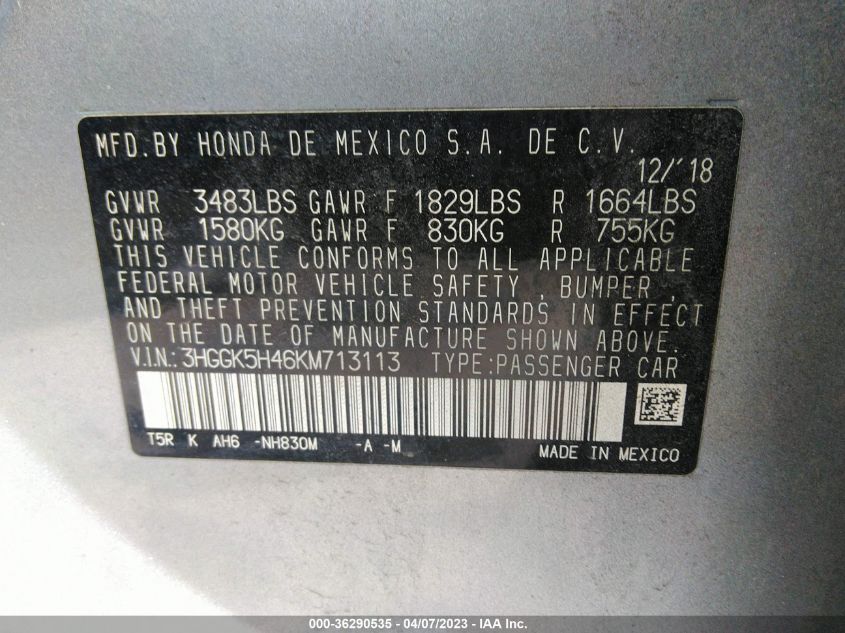 MFD.BY HONDA DE MEXICO S.A. DE C.V.
12/'18
GVWR 3483LBS GAWR F 1829LBS R 1664LBS
GVWR 1580KG GAWR F 830KG R 755KG
THIS VEHICLE CONFORMS TO ALL APPLICABLE
FEDERAL MOTOR VEHICLE SAFETY , BUMPER ,
AND THEFT PREVENTION STANDARDS IN EFFECT
ON THE DATE OF MANUFACTURE SHOWN ABOVE.
V.I.N.: 3HGGK5H46KM713113 TYPE:PASSENGER CAR
T5R K AH6 -NH830M -A -M MADE IN MEXICO
000-36290535 - 04/07/2023 - IAA Inc.